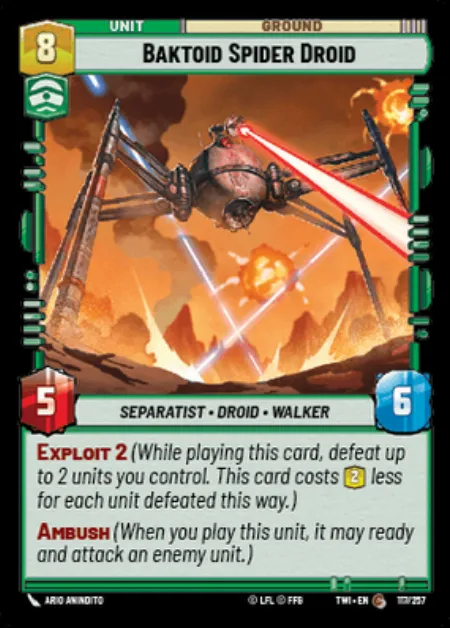 UNIT GROUND
8 BAKTOID SPIDER DROID
5 SEPARATIST • DROID • WALKER 6
EXPLOIT 2 (While playing this card, defeat up
to 2 units you control. This card costs 2 less
for each unit defeated this way.)
AMBUSH (When you play this unit, it may ready
and attack an enemy unit.)
ARIO ANINDITO © LFL © FFG TWI • EN 117/257